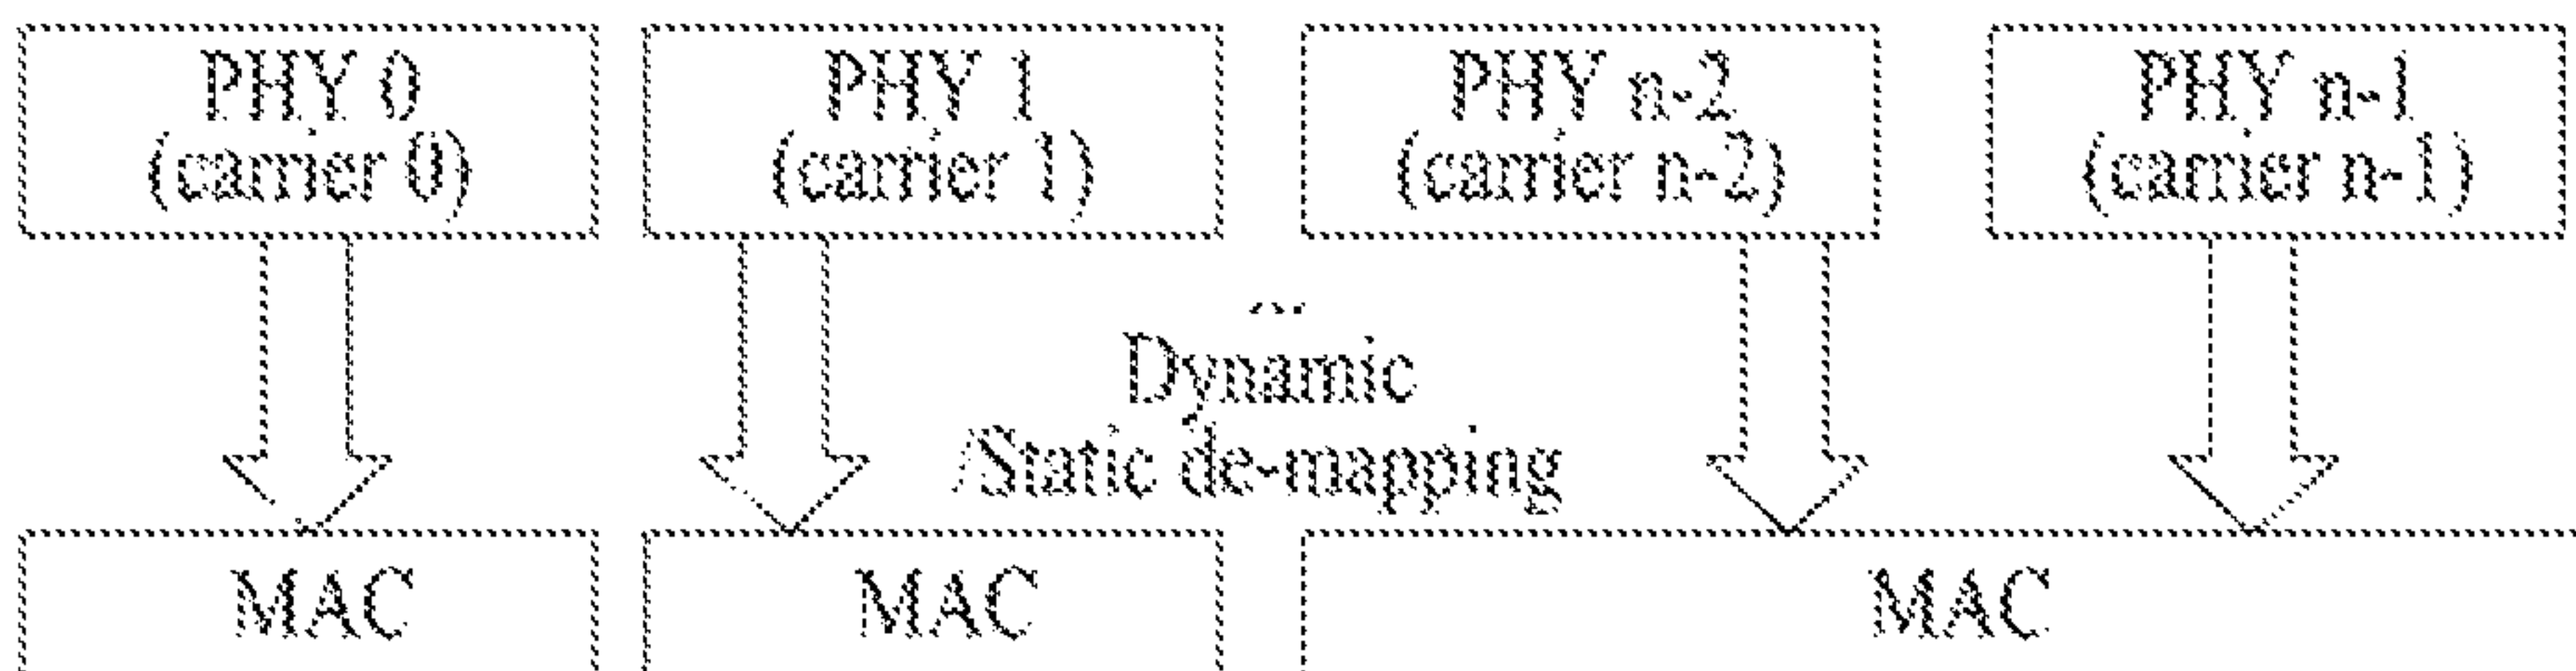 PHY 0
(carrier 0)
PHY 1
(carrier 1)
PHY n-2
(carrier n-2)
PHY n-1
(carrier n-1)
...
Dynamic
/Static de-mapping
MAC
MAC
MAC